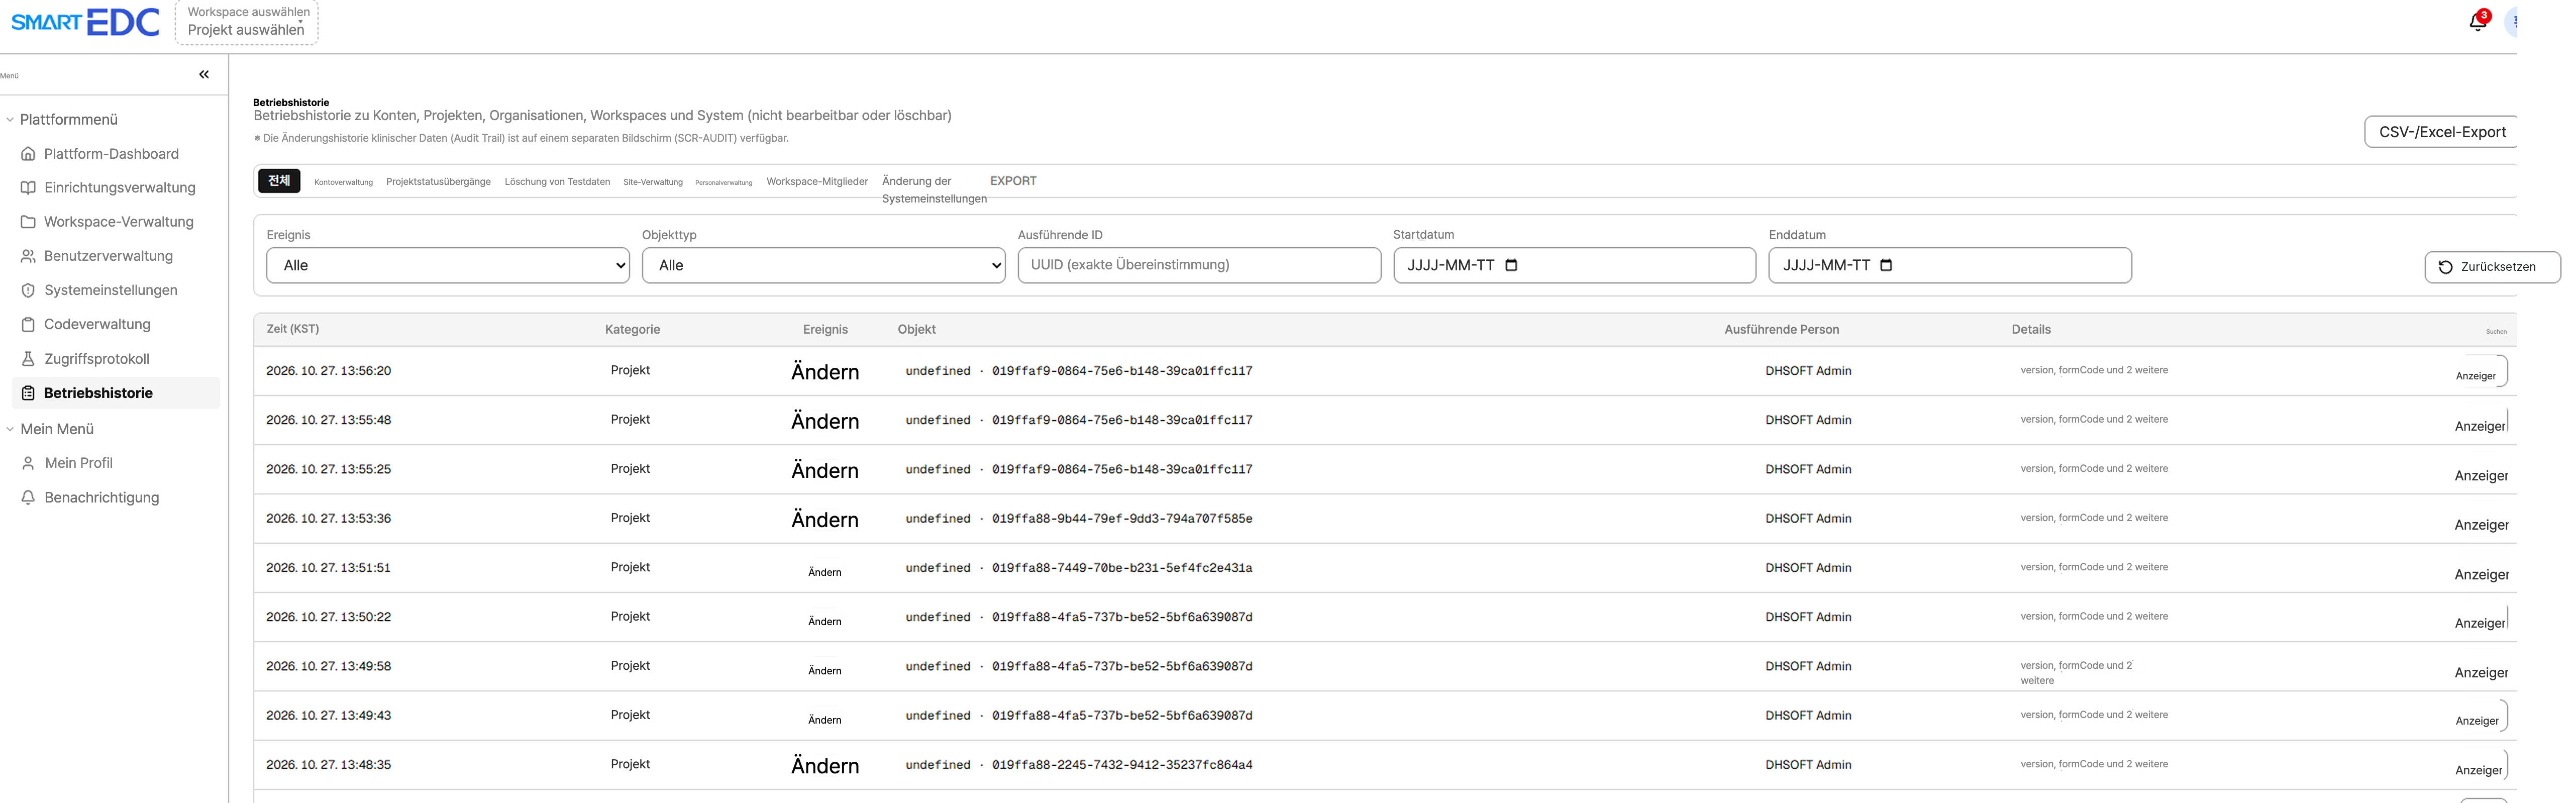 SMART EDC
Workspace auswählen
Projekt auswählen
3
Menü
Plattformmenü
Plattform-Dashboard
Einrichtungsverwaltung
Workspace-Verwaltung
Benutzerverwaltung
Systemeinstellungen
Codeverwaltung
Zugriffsprotokoll
Betriebshistorie
Mein Menü
Mein Profil
Benachrichtigung
Betriebshistorie
Betriebshistorie zu Konten, Projekten, Organisationen, Workspaces und System (nicht bearbeitbar oder löschbar)
※ Die Änderungshistorie klinischer Daten (Audit Trail) ist auf einem separaten Bildschirm (SCR-AUDIT) verfügbar.
CSV-/Excel-Export
전체 Kontoverwaltung Projektstatusübergänge Löschung von Testdaten Site-Verwaltung Personalverwaltung Workspace-Mitglieder Änderung der EXPORT
Systemeinstellungen
Ereignis Objekttyp Ausführende ID Startdatum Enddatum
Alle Alle UUID (exakte Übereinstimmung) JJJJ-MM-TT JJJJ-MM-TT Zurücksetzen
Zeit (KST) Kategorie Ereignis Objekt Ausführende Person Details Suchen
2026. 10. 27. 13:56:20 Projekt Ändern undefined · 019ffaf9-0864-75e6-b148-39ca01ffc117 DHSOFT Admin version, formCode und 2 weitere Anzeiger
2026. 10. 27. 13:55:48 Projekt Ändern undefined · 019ffaf9-0864-75e6-b148-39ca01ffc117 DHSOFT Admin version, formCode und 2 weitere Anzeiger
2026. 10. 27. 13:55:25 Projekt Ändern undefined · 019ffaf9-0864-75e6-b148-39ca01ffc117 DHSOFT Admin version, formCode und 2 weitere Anzeiger
2026. 10. 27. 13:53:36 Projekt Ändern undefined · 019ffa88-9b44-79ef-9dd3-794a707f585e DHSOFT Admin version, formCode und 2 weitere Anzeiger
2026. 10. 27. 13:51:51 Projekt Ändern undefined · 019ffa88-7449-70be-b231-5ef4fc2e431a DHSOFT Admin version, formCode und 2 weitere Anzeiger
2026. 10. 27. 13:50:22 Projekt Ändern undefined · 019ffa88-4fa5-737b-be52-5bf6a639087d DHSOFT Admin version, formCode und 2 weitere Anzeiger
2026. 10. 27. 13:49:58 Projekt Ändern undefined · 019ffa88-4fa5-737b-be52-5bf6a639087d DHSOFT Admin version, formCode und 2 weitere Anzeiger
2026. 10. 27. 13:49:43 Projekt Ändern undefined · 019ffa88-4fa5-737b-be52-5bf6a639087d DHSOFT Admin version, formCode und 2 weitere Anzeiger
2026. 10. 27. 13:48:35 Projekt Ändern undefined · 019ffa88-2245-7432-9412-35237fc864a4 DHSOFT Admin version, formCode und 2 weitere Anzeiger